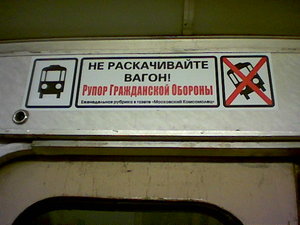 НЕ РАСКАЧИВАЙТЕ
ВАГОН!
РУПОР ГРАЖДАНСКОЙ ОБОРОНЫ
Еженедельная рубрика в газете «Московский Комсомолец»